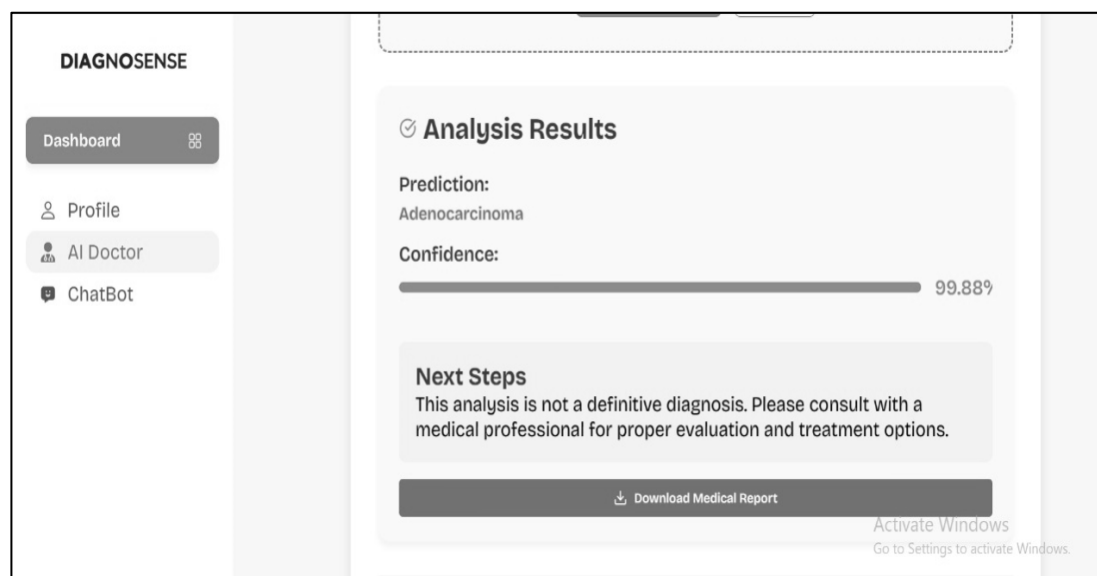 DIAGNOSENSE
Dashboard
Profile
AI Doctor
ChatBot
Analysis Results
Prediction:
Adenocarcinoma
Confidence:
99.88%
Next Steps
This analysis is not a definitive diagnosis. Please consult with a
medical professional for proper evaluation and treatment options.
Download Medical Report
Activate Windows
Go to Settings to activate Windows.